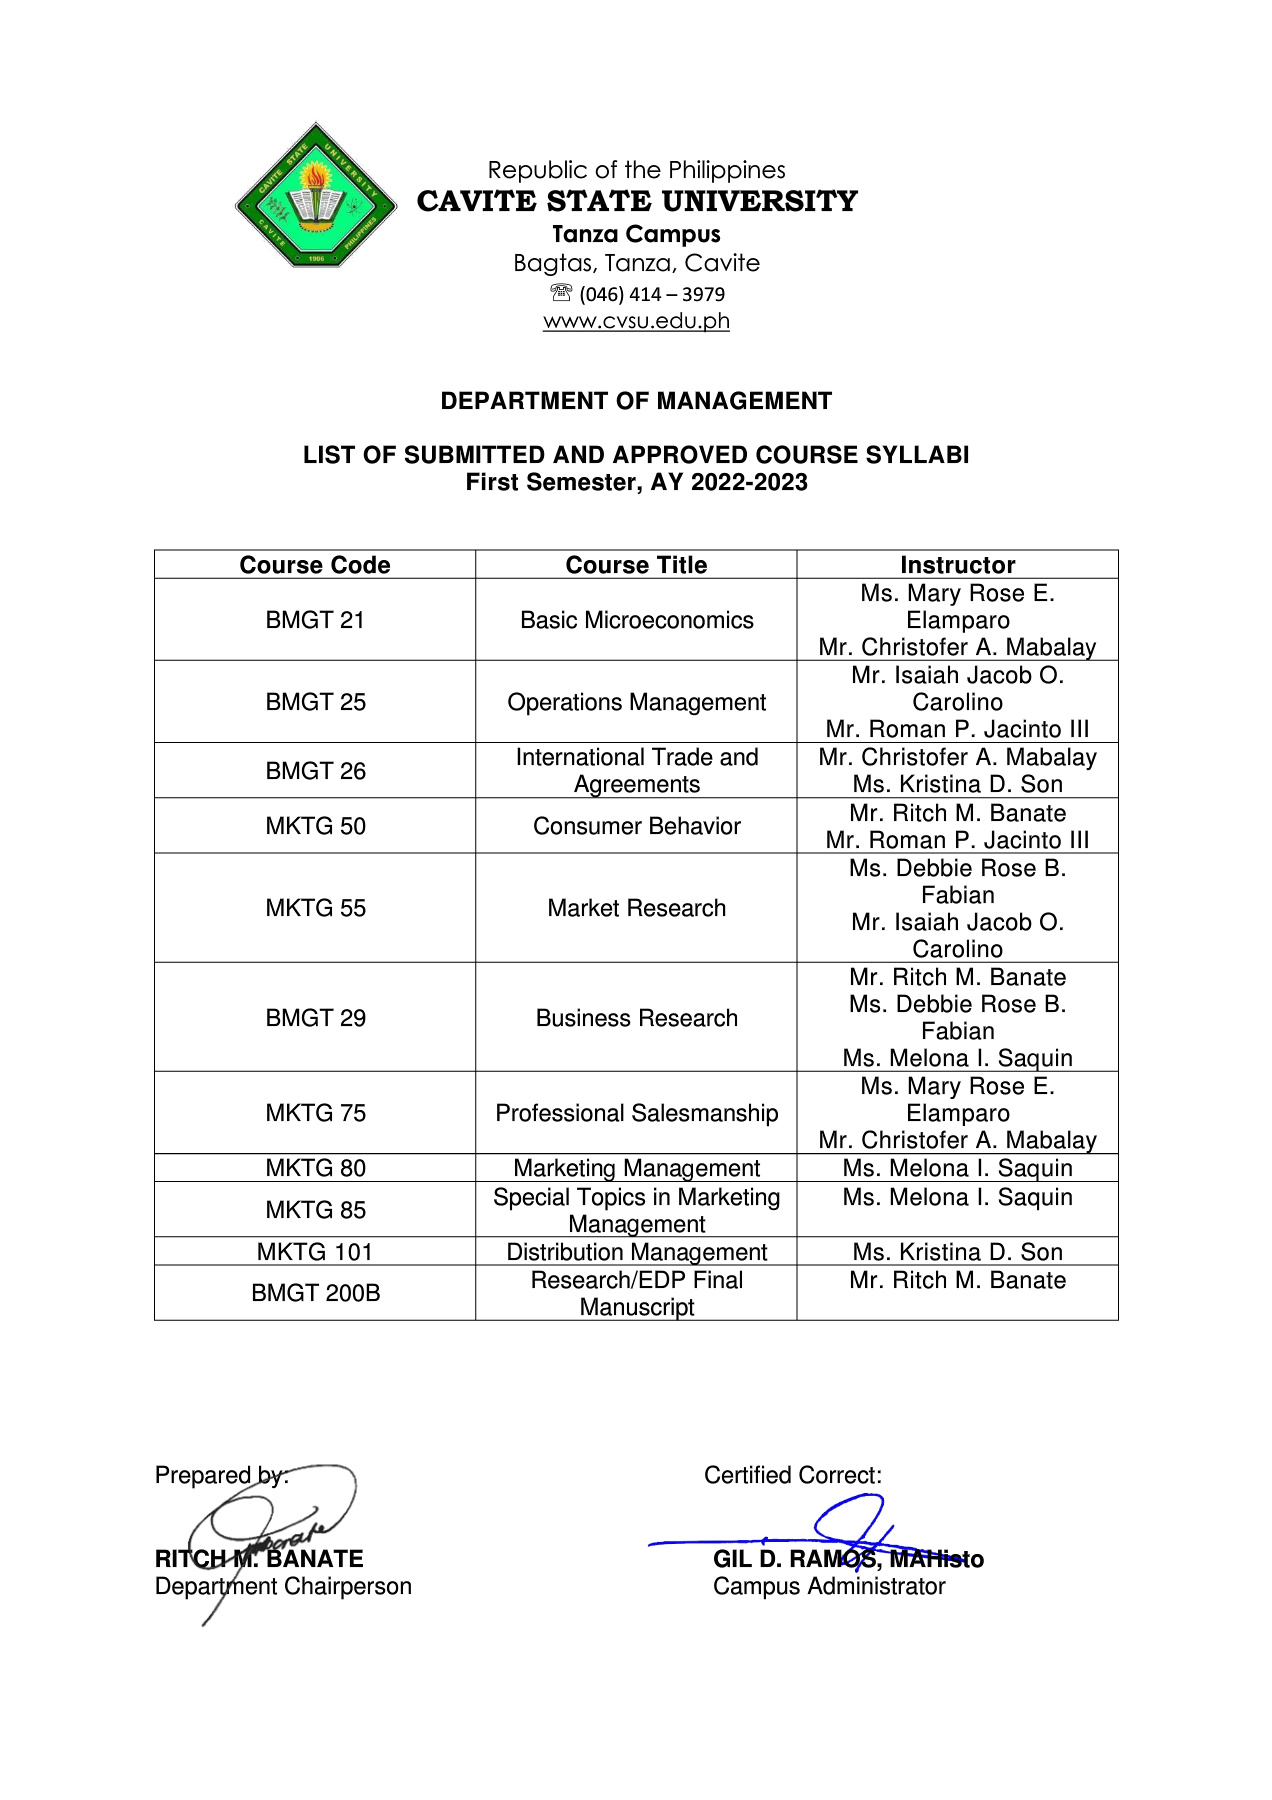 CAVITE STATE UNIVERSITY
CAVITE
PHILIPPINES
1906
Republic of the Philippines
CAVITE STATE UNIVERSITY
Tanza Campus
Bagtas, Tanza, Cavite
☏ (046) 414 – 3979
www.cvsu.edu.ph
DEPARTMENT OF MANAGEMENT
LIST OF SUBMITTED AND APPROVED COURSE SYLLABI
First Semester, AY 2022-2023
Course Code Course Title Instructor
BMGT 21
Basic Microeconomics
Ms. Mary Rose E.
Elamparo
Mr. Christofer A. Mabalay
BMGT 25
Operations Management
Mr. Isaiah Jacob O.
Carolino
Mr. Roman P. Jacinto III
BMGT 26
International Trade and
Agreements
Mr. Christofer A. Mabalay
Ms. Kristina D. Son
MKTG 50
Consumer Behavior
Mr. Ritch M. Banate
Mr. Roman P. Jacinto III
MKTG 55
Market Research
Ms. Debbie Rose B.
Fabian
Mr. Isaiah Jacob O.
Carolino
BMGT 29
Business Research
Mr. Ritch M. Banate
Ms. Debbie Rose B.
Fabian
Ms. Melona I. Saquin
MKTG 75
Professional Salesmanship
Ms. Mary Rose E.
Elamparo
Mr. Christofer A. Mabalay
MKTG 80 Marketing Management Ms. Melona I. Saquin
MKTG 85
Special Topics in Marketing
Management
Ms. Melona I. Saquin
MKTG 101 Distribution Management Ms. Kristina D. Son
BMGT 200B
Research/EDP Final
Manuscript
Mr. Ritch M. Banate
Prepared by: Certified Correct:
RITCH M. BANATE GIL D. RAMOS, MAHisto
Department Chairperson Campus Administrator